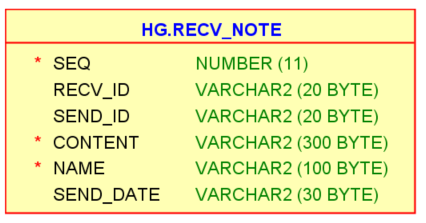 HG.RECV_NOTE
* SEQ NUMBER (11)
RECV_ID VARCHAR2 (20 BYTE)
SEND_ID VARCHAR2 (20 BYTE)
* CONTENT VARCHAR2 (300 BYTE)
* NAME VARCHAR2 (100 BYTE)
SEND_DATE VARCHAR2 (30 BYTE)